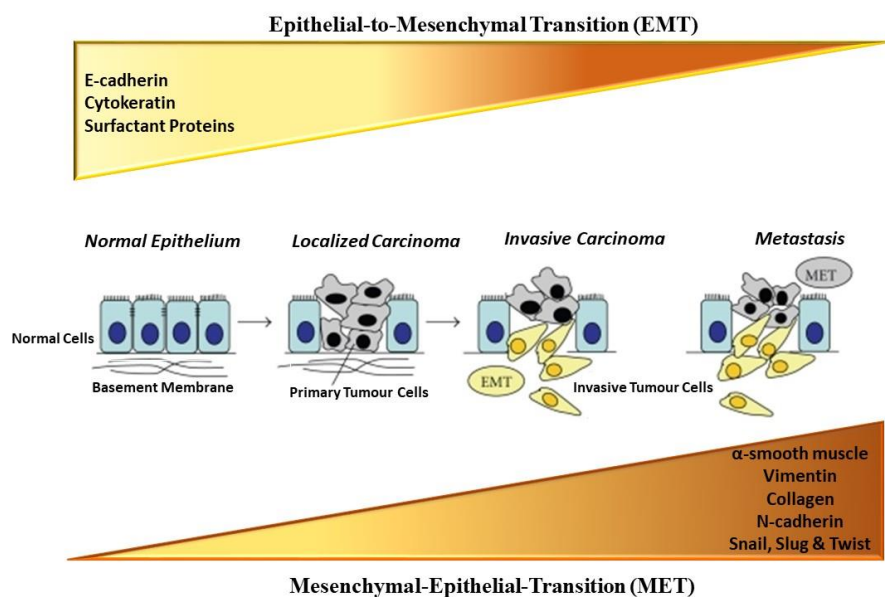 Epithelial-to-Mesenchymal Transition (EMT)
E-cadherin
Cytokeratin
Surfactant Proteins
Normal Epithelium
Localized Carcinoma
Invasive Carcinoma
Metastasis
MET
Normal Cells
Basement Membrane
Primary Tumour Cells
EMT
Invasive Tumour Cells
α-smooth muscle
Vimentin
Collagen
N-cadherin
Snail, Slug & Twist
Mesenchymal-Epithelial-Transition (MET)